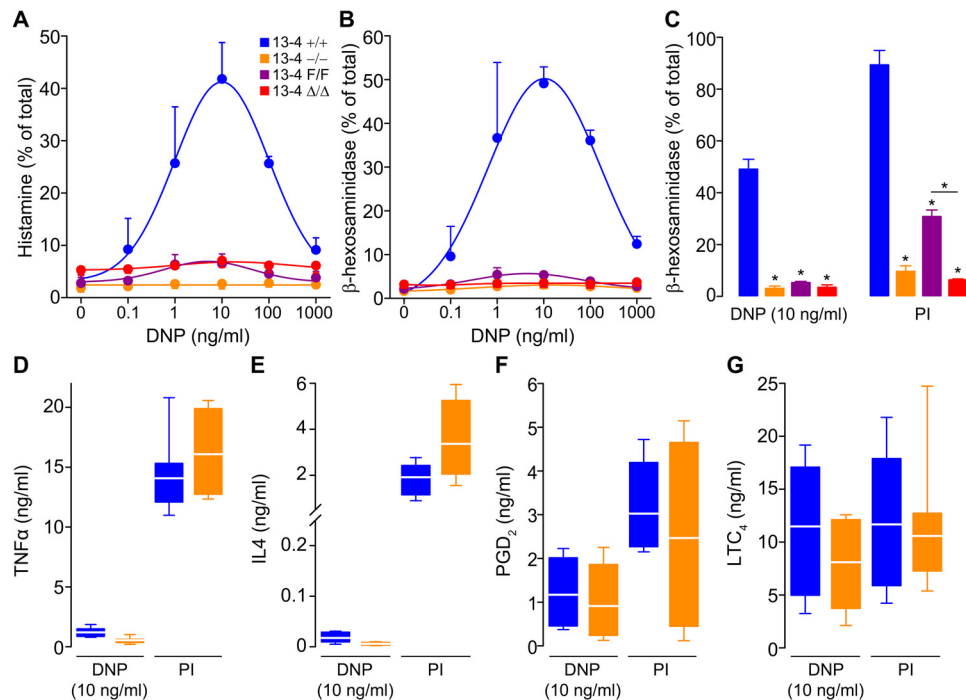 A
Histamine (% of total)
50
40
30
20
10
0
0 0.1 1 10 100 1000
DNP (ng/ml)
13-4 +/+
13-4 −/−
13-4 F/F
13-4 Δ/Δ
B
β-hexosaminidase (% of total)
60
50
40
30
20
10
0
0 0.1 1 10 100 1000
DNP (ng/ml)
C
β-hexosaminidase (% of total)
100
80
60
40
20
0
* * *
* * * *
DNP (10 ng/ml) PI
D
TNFα (ng/ml)
20
15
10
5
0
DNP PI
(10 ng/ml)
E
IL4 (ng/ml)
6
4
2
0.2
0.1
0
DNP PI
(10 ng/ml)
F
PGD2 (ng/ml)
6
5
4
3
2
1
0
DNP PI
(10 ng/ml)
G
LTC4 (ng/ml)
25
20
15
10
5
0
DNP PI
(10 ng/ml)